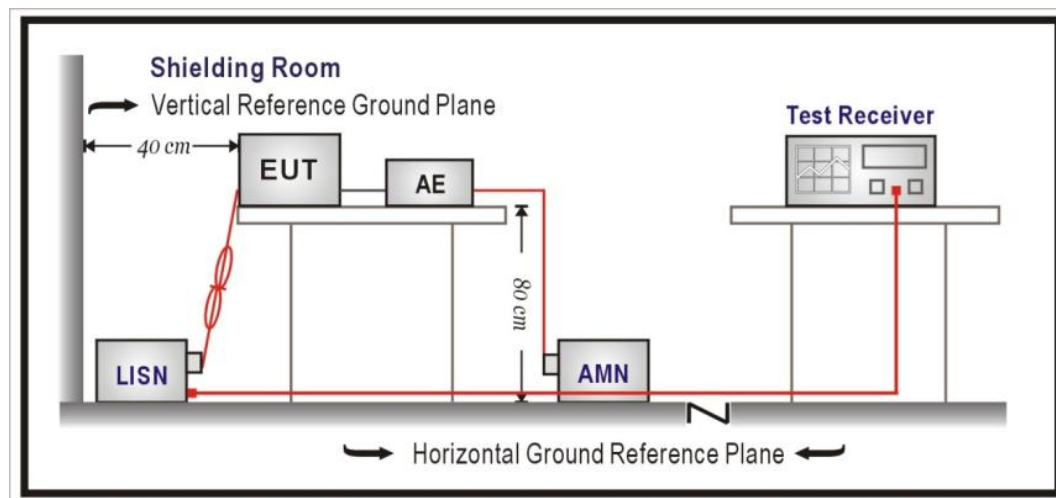 Shielding Room
Vertical Reference Ground Plane
Test Receiver
40 cm
EUT
AE
80 cm
LISN
AMN
Horizontal Ground Reference Plane